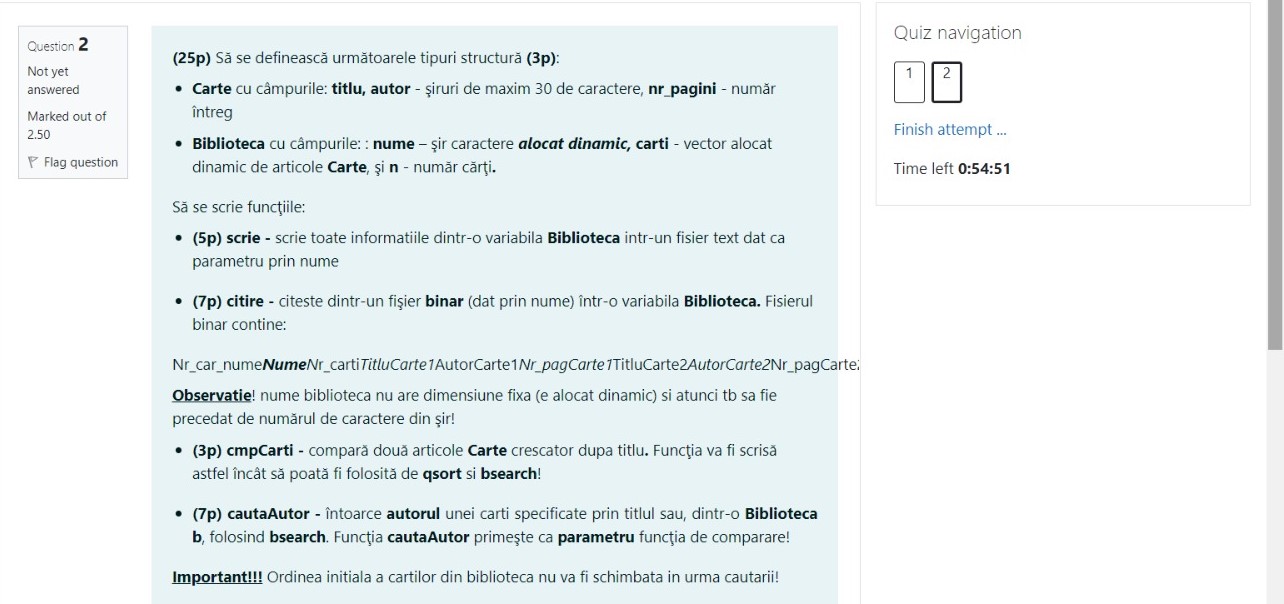 Question 2
Not yet
answered
Marked out of
2.50
Flag question
(25p) Să se definească următoarele tipuri structură (3p):
• Carte cu câmpurile: titlu, autor - şiruri de maxim 30 de caractere, nr_pagini - număr
întreg
• Biblioteca cu câmpurile: : nume – şir caractere alocat dinamic, carti - vector alocat
dinamic de articole Carte, şi n - număr cărţi.
Să se scrie funcţiile:
• (5p) scrie - scrie toate informatiile dintr-o variabila Biblioteca intr-un fisier text dat ca
parametru prin nume
• (7p) citire - citeste dintr-un fişier binar (dat prin nume) într-o variabila Biblioteca. Fisierul
binar contine:
Nr_car_numeNumeNr_cartiTitluCarte1AutorCarte1Nr_pagCarte1TitluCarte2AutorCarte2Nr_pagCarte2
Observatie! nume biblioteca nu are dimensiune fixa (e alocat dinamic) si atunci tb sa fie
precedat de numărul de caractere din şir!
• (3p) cmpCarti - compară două articole Carte crescator dupa titlu. Funcţia va fi scrisă
astfel încât să poată fi folosită de qsort si bsearch!
• (7p) cautaAutor - întoarce autorul unei carti specificate prin titlul sau, dintr-o Biblioteca
b, folosind bsearch. Funcţia cautaAutor primeşte ca parametru funcţia de comparare!
Important!!! Ordinea initiala a cartilor din biblioteca nu va fi schimbata in urma cautarii!
Quiz navigation
1 2
Finish attempt ...
Time left 0:54:51